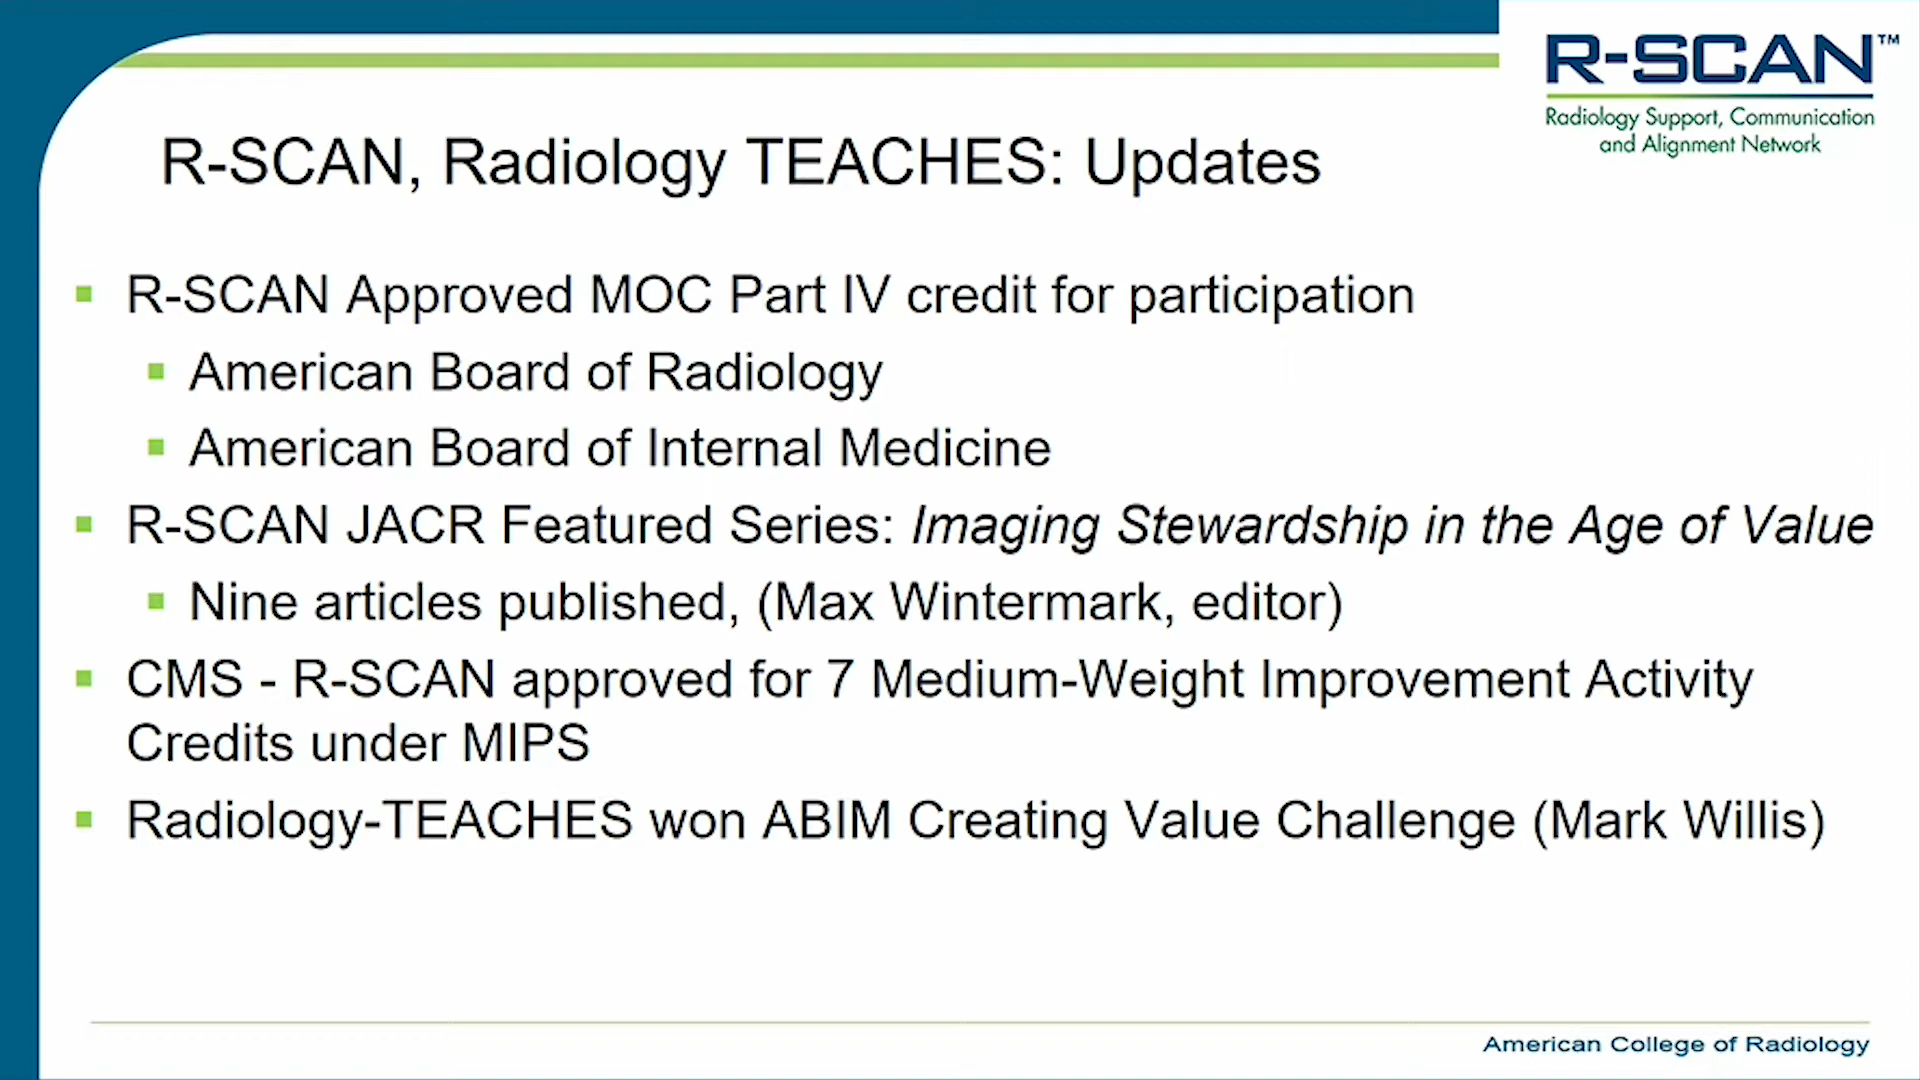 R-SCAN™
Radiology Support, Communication
and Alignment Network
R-SCAN, Radiology TEACHES: Updates
R-SCAN Approved MOC Part IV credit for participation
American Board of Radiology
American Board of Internal Medicine
R-SCAN JACR Featured Series: Imaging Stewardship in the Age of Value
Nine articles published, (Max Wintermark, editor)
CMS - R-SCAN approved for 7 Medium-Weight Improvement Activity
Credits under MIPS
Radiology-TEACHES won ABIM Creating Value Challenge (Mark Willis)
American College of Radiology